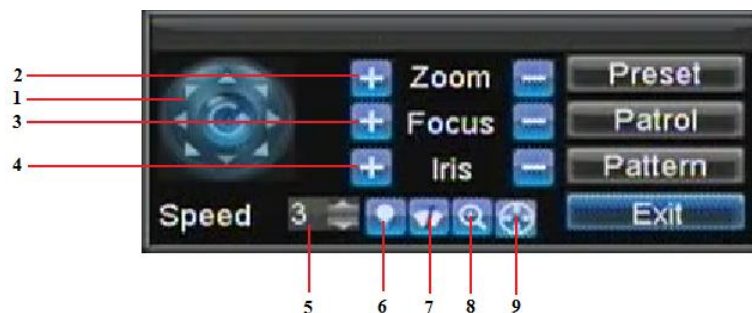 2
+ Zoom - Preset
1
3
+ Focus - Patrol
4
+ Iris - Pattern
Speed 3 Exit
5 6 7 8 9